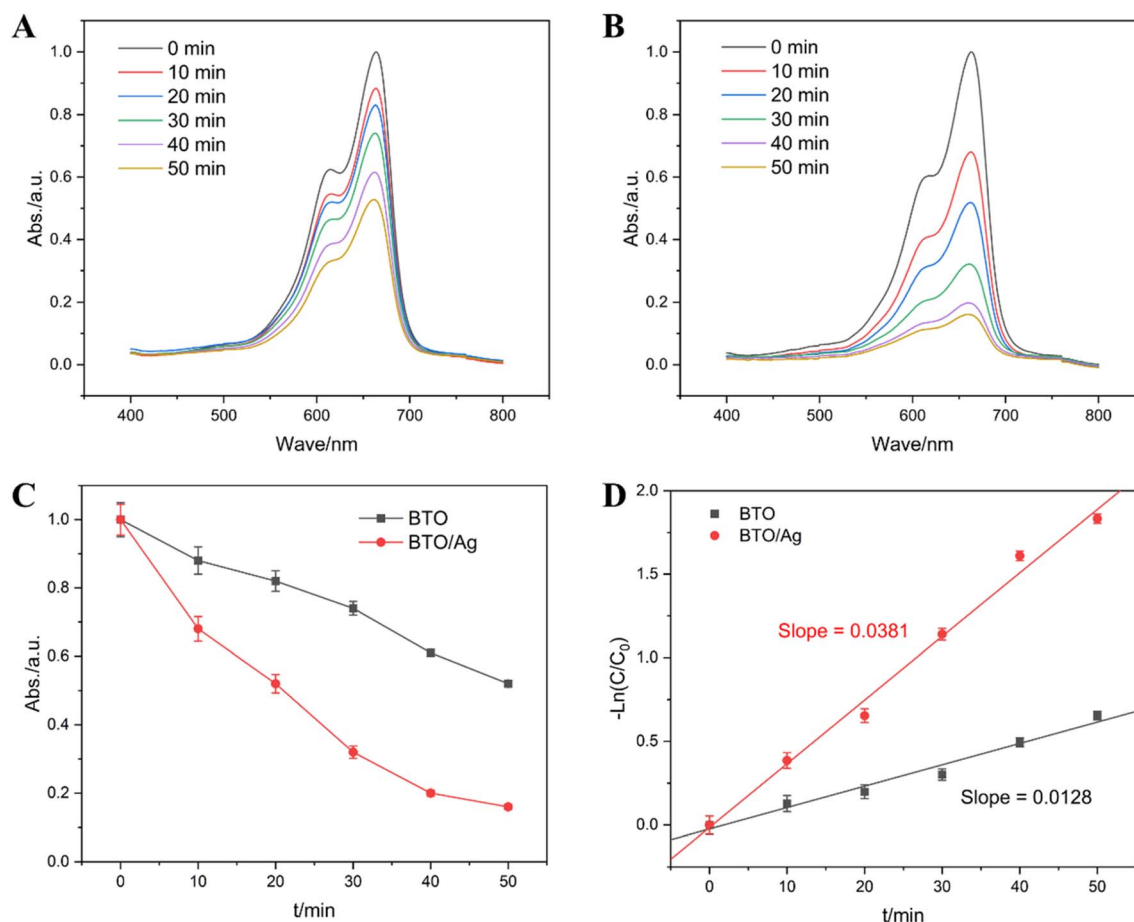 A
0 min
10 min
20 min
30 min
40 min
50 min
1.0
0.8
0.6
0.4
0.2
0.0
Abs./a.u.
400
500
600
700
800
Wave/nm
B
0 min
10 min
20 min
30 min
40 min
50 min
1.0
0.8
0.6
0.4
0.2
0.0
Abs./a.u.
400
500
600
700
800
Wave/nm
C
BTO
BTO/Ag
1.0
0.8
0.6
0.4
0.2
0.0
Abs./a.u.
0
10
20
30
40
50
t/min
D
BTO
BTO/Ag
2.0
1.5
1.0
0.5
0.0
-Ln(C/C₀)
Slope = 0.0381
Slope = 0.0128
0
10
20
30
40
50
t/min